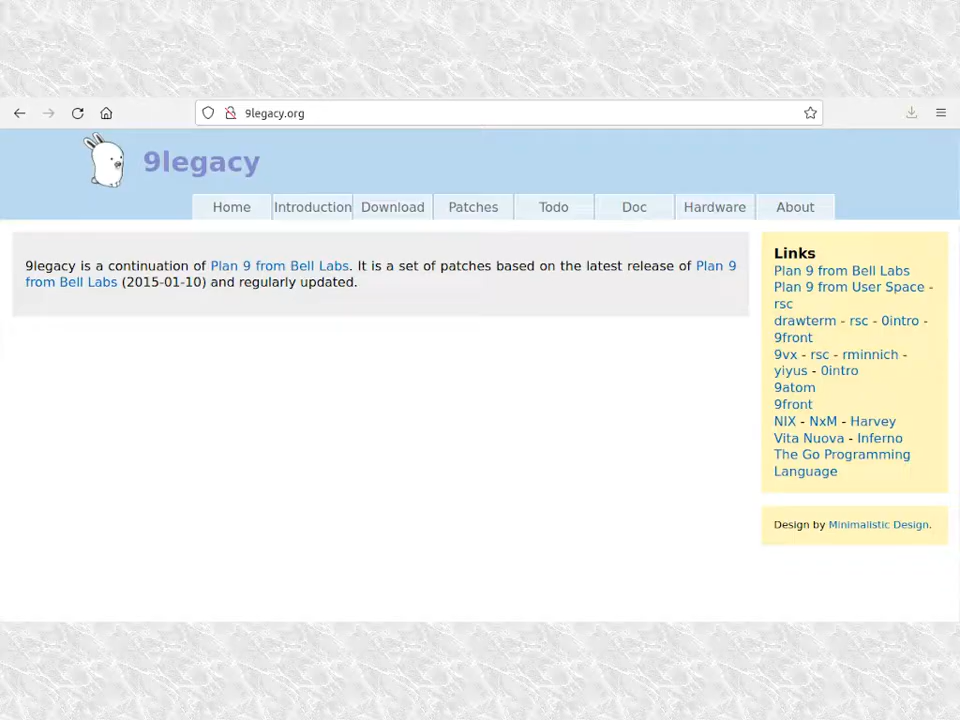 9legacy.org
9legacy
Home Introduction Download Patches Todo Doc Hardware About
9legacy is a continuation of Plan 9 from Bell Labs. It is a set of patches based on the latest release of Plan 9
from Bell Labs (2015-01-10) and regularly updated.
Links
Plan 9 from Bell Labs
Plan 9 from User Space -
rsc
drawterm - rsc - 0intro -
9front
9vx - rsc - rminnich -
yiyus - 0intro
9atom
9front
NIX - NxM - Harvey
Vita Nuova - Inferno
The Go Programming
Language
Design by Minimalistic Design.